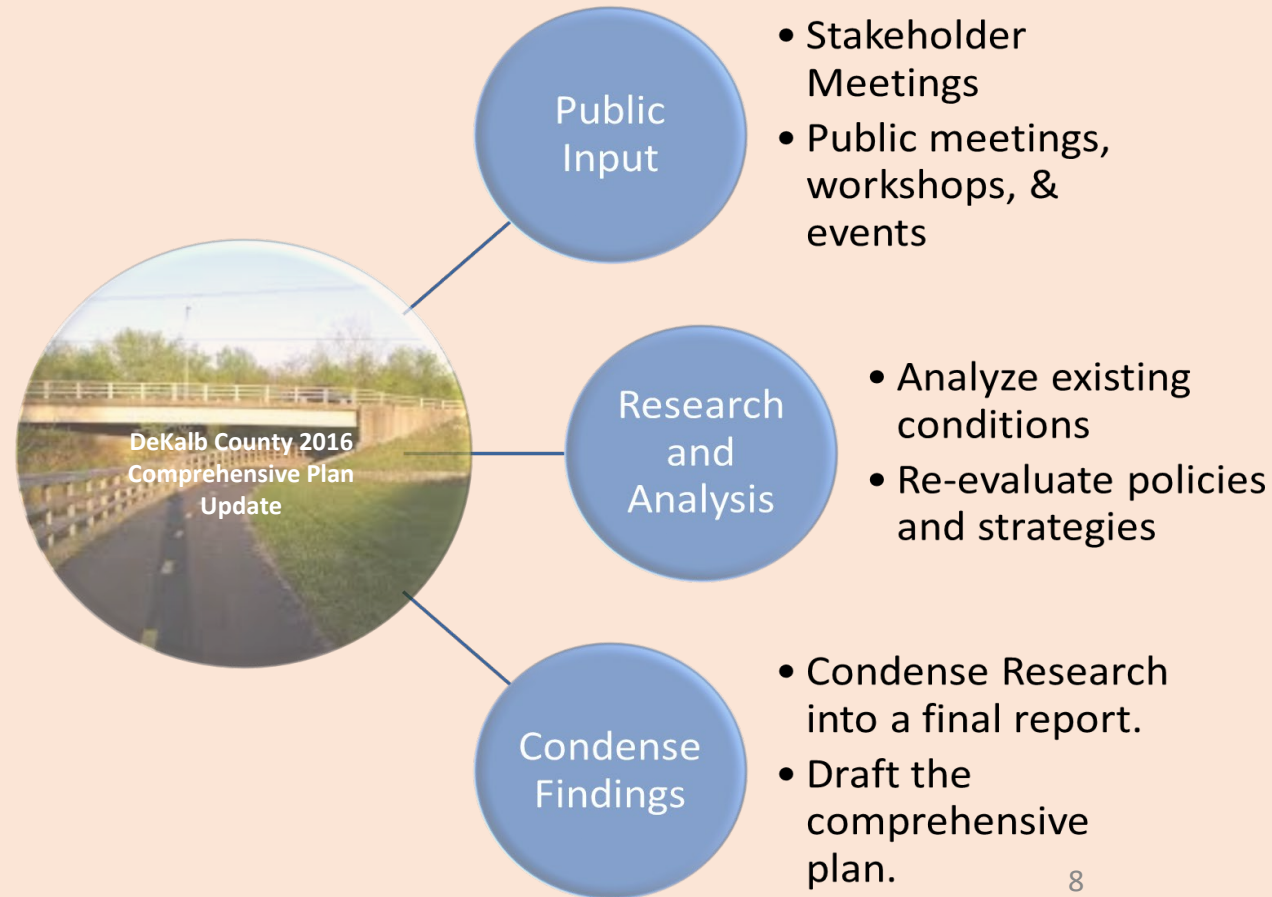 DeKalb County 2016
Comprehensive Plan
Update
Public
Input
• Stakeholder
Meetings
• Public meetings,
workshops, &
events
Research
and
Analysis
• Analyze existing
conditions
• Re-evaluate policies
and strategies
Condense
Findings
• Condense Research
into a final report.
• Draft the
comprehensive
plan.
8